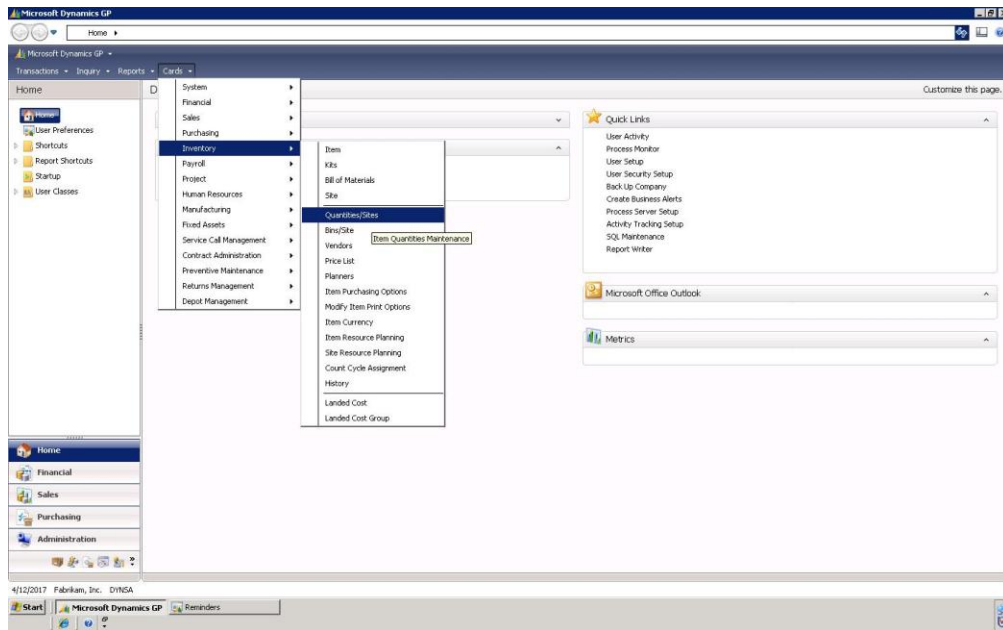 Microsoft Dynamics GP
Home
Microsoft Dynamics GP
Transactions Inquiry Reports Cards
Home
Customize this page.
Home
User Preferences
Shortcuts
Report Shortcuts
Startup
User Classes
System
Financial
Sales
Purchasing
Inventory
Payroll
Project
Human Resources
Manufacturing
Fixed Assets
Service Call Management
Contract Administration
Preventive Maintenance
Returns Management
Depot Management
Item
Kits
Bill of Materials
Site
Quantities/Sites
Bins/Site
Item Quantities Maintenance
Vendors
Price List
Planners
Item Purchasing Options
Modify Item Print Options
Item Currency
Item Resource Planning
Site Resource Planning
Count Cycle Assignment
History
Landed Cost
Landed Cost Group
Quick Links
User Activity
Process Monitor
User Setup
User Security Setup
Back Up Company
Create Business Alerts
Process Server Setup
Activity Tracking Setup
SQL Maintenance
Report Writer
Microsoft Office Outlook
Metrics
Home
Financial
Sales
Purchasing
Administration
4/12/2017 Fabrikam, Inc. DYNSA
Start Microsoft Dynamics GP Reminders